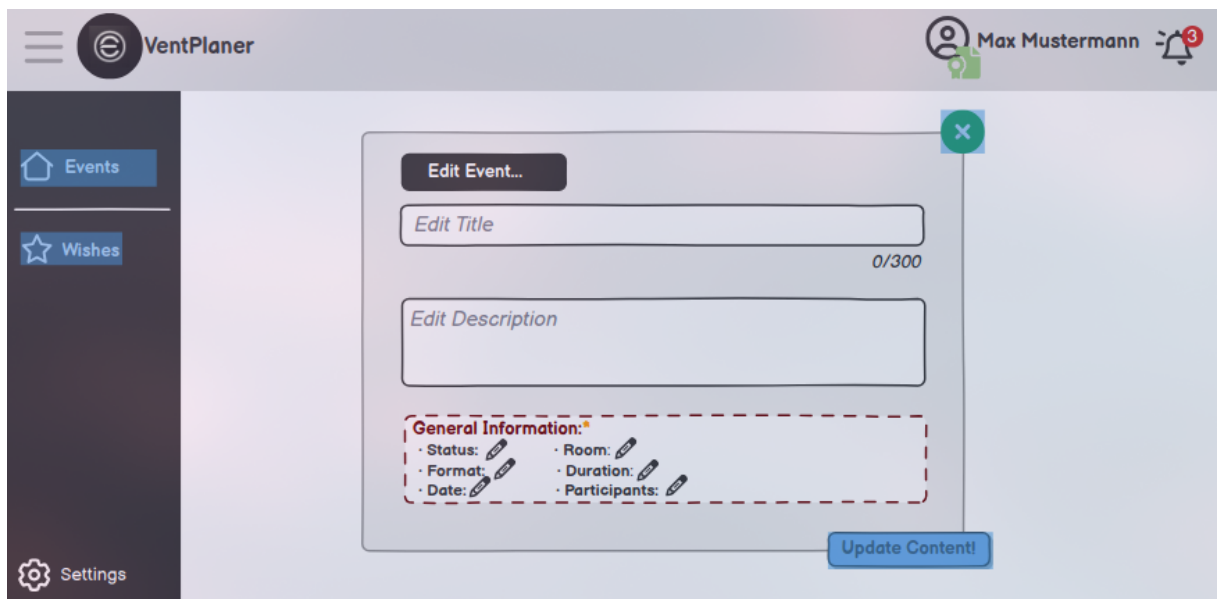 VentPlaner
Max Mustermann
3
Events
Wishes
Settings
Edit Event...
Edit Title
0/300
Edit Description
General Information:*
· Status:
· Room:
· Format:
· Duration:
· Date:
· Participants:
Update Content!